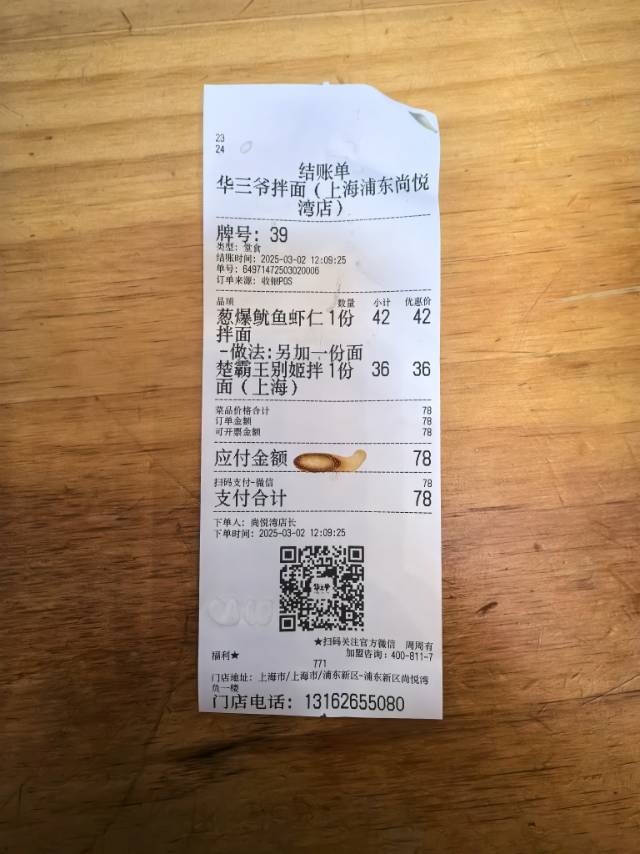 23
24
结账单
华三爷拌面（上海浦东尚悦
湾店）
牌号：39
类型：堂食
结账时间：2025-03-02 12:09:25
单号：64971472503020006
订单来源：收银POS
品项 数量 小计 优惠价
葱爆鱿鱼虾仁 1份 42 42
拌面
-做法:另加一份面
楚霸王别姬拌 1份 36 36
面（上海）
菜品价格合计 78
订单金额 78
可开票金额 78
应付金额 78
扫码支付-微信 78
支付合计 78
下单人：尚悦湾店长
下单时间：2025-03-02 12:09:25
★扫码关注官方微信 周周有
福利★ 加盟咨询：400-811-7
771
门店地址：上海市/上海市/浦东新区-浦东新区尚悦湾
负一楼
门店电话：13162655080